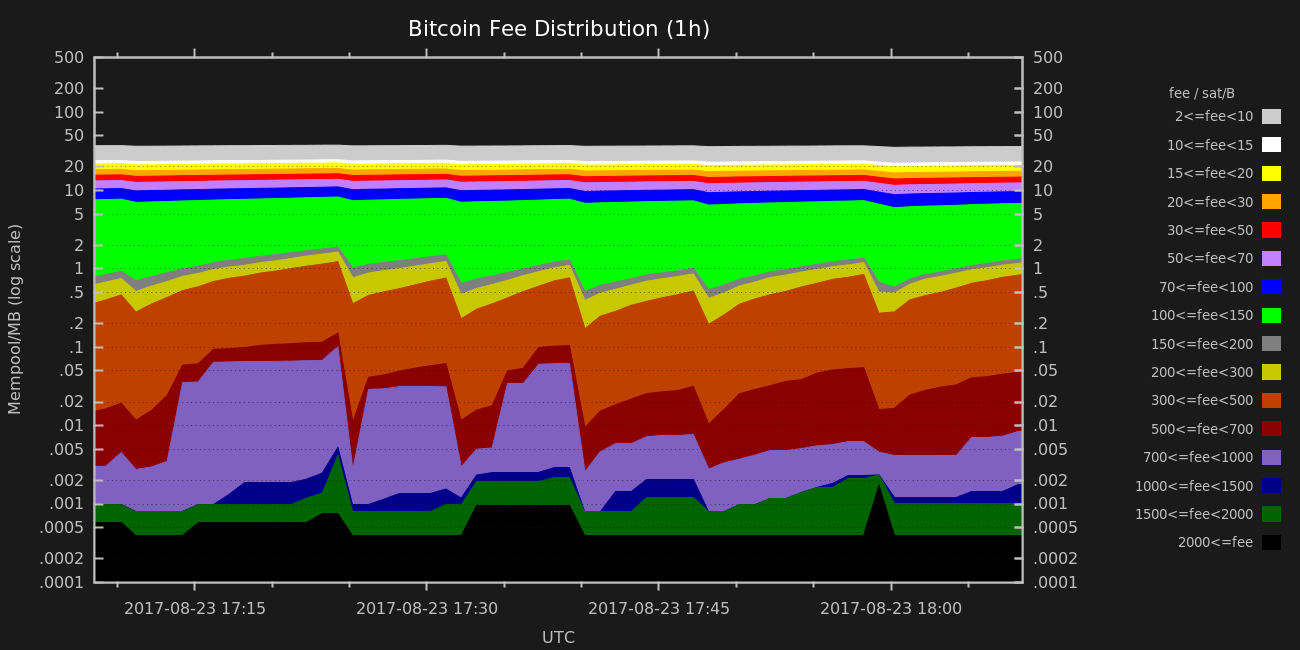 Bitcoin Fee Distribution (1h)
Mempool/MB (log scale)
500
200
100
50
20
10
5
2
1
.5
.2
.1
.05
.02
.01
.005
.002
.001
.0005
.0002
.0001
500
200
100
50
20
10
5
2
1
.5
.2
.1
.05
.02
.01
.005
.002
.001
.0005
.0002
.0001
fee / sat/B
2<=fee<10
10<=fee<15
15<=fee<20
20<=fee<30
30<=fee<50
50<=fee<70
70<=fee<100
100<=fee<150
150<=fee<200
200<=fee<300
300<=fee<500
500<=fee<700
700<=fee<1000
1000<=fee<1500
1500<=fee<2000
2000<=fee
2017-08-23 17:15 2017-08-23 17:30 2017-08-23 17:45 2017-08-23 18:00
UTC